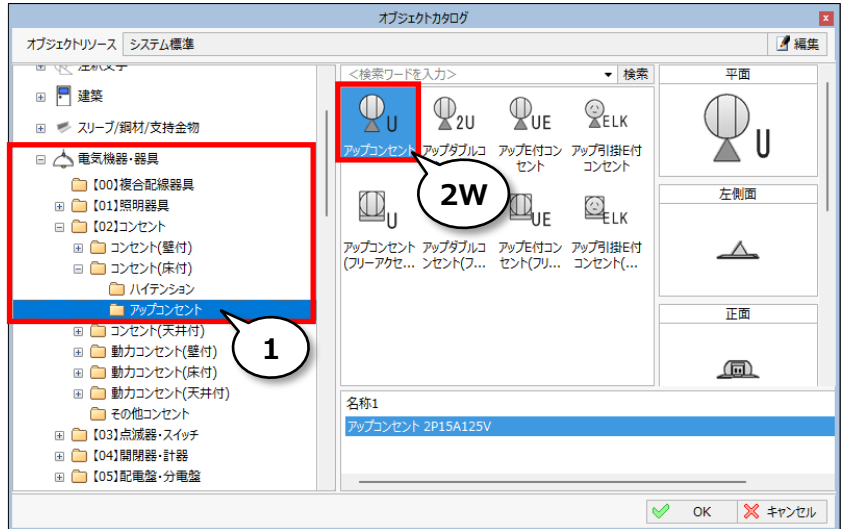 オブジェクトカタログ
オブジェクトリソース システム標準
編集
注釈文字
建築
スリーブ/鋼材/支持金物
電気機器・器具
【00】複合配線器具
【01】照明器具
【02】コンセント
コンセント(壁付)
コンセント(床付)
ハイテンション
アップコンセント
コンセント(天井付)
動力コンセント(壁付)
動力コンセント(床付)
動力コンセント(天井付)
その他コンセント
【03】点滅器・スイッチ
【04】開閉器・計器
【05】配電盤・分電盤
1
<検索ワードを入力> 検索
U 2U UE ELK
アップコンセント アップダブルコ アップE付コンセント アップ引掛E付コンセント
2W
U UE ELK
アップコンセント(フリーアクセ... アップダブルコンセント(フ... アップE付コンセント(フリ... アップ引掛E付コンセント(...
平面
U
左側面
正面
名称1
アップコンセント 2P15A125V
OK キャンセル